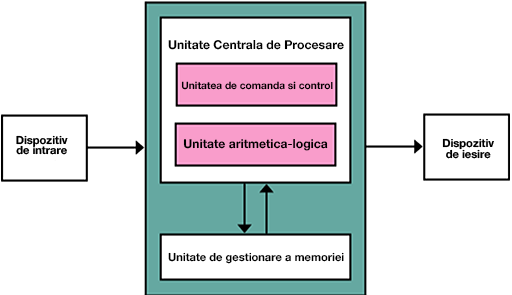 Unitate Centrala de Procesare
Unitatea de comanda si control
Unitate aritmetica-logica
Dispozitiv
de intrare
Dispozitiv
de iesire
Unitate de gestionare a memoriei